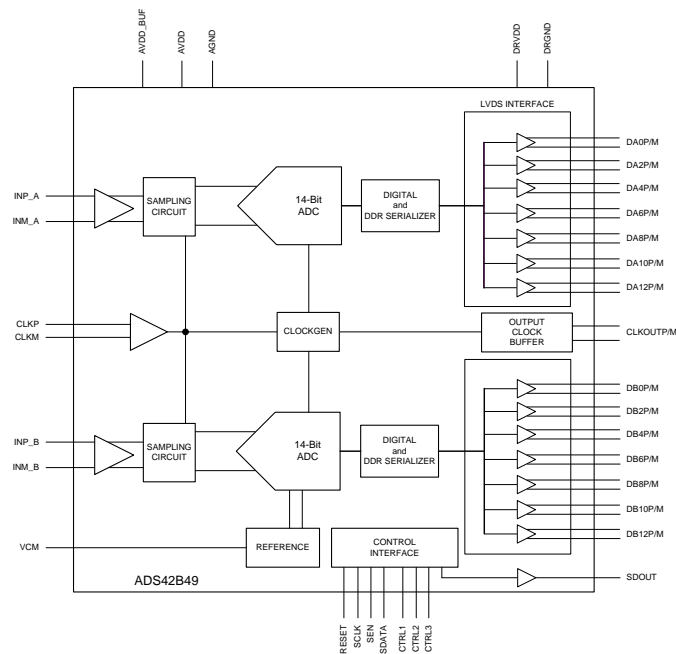 AVDD_BUF
AVDD
AGND
DRVDD
DRGND
LVDS INTERFACE
INP_A
INM_A
SAMPLING
CIRCUIT
14-Bit
ADC
DIGITAL
and
DDR SERIALIZER
DA0P/M
DA2P/M
DA4P/M
DA6P/M
DA8P/M
DA10P/M
DA12P/M
CLKP
CLKM
CLOCKGEN
OUTPUT
CLOCK
BUFFER
CLKOUTP/M
INP_B
INM_B
SAMPLING
CIRCUIT
14-Bit
ADC
DIGITAL
and
DDR SERIALIZER
DB0P/M
DB2P/M
DB4P/M
DB6P/M
DB8P/M
DB10P/M
DB12P/M
VCM
REFERENCE
CONTROL
INTERFACE
SDOUT
ADS42B49
RESET
SCLK
SEN
SDATA
CTRL1
CTRL2
CTRL3